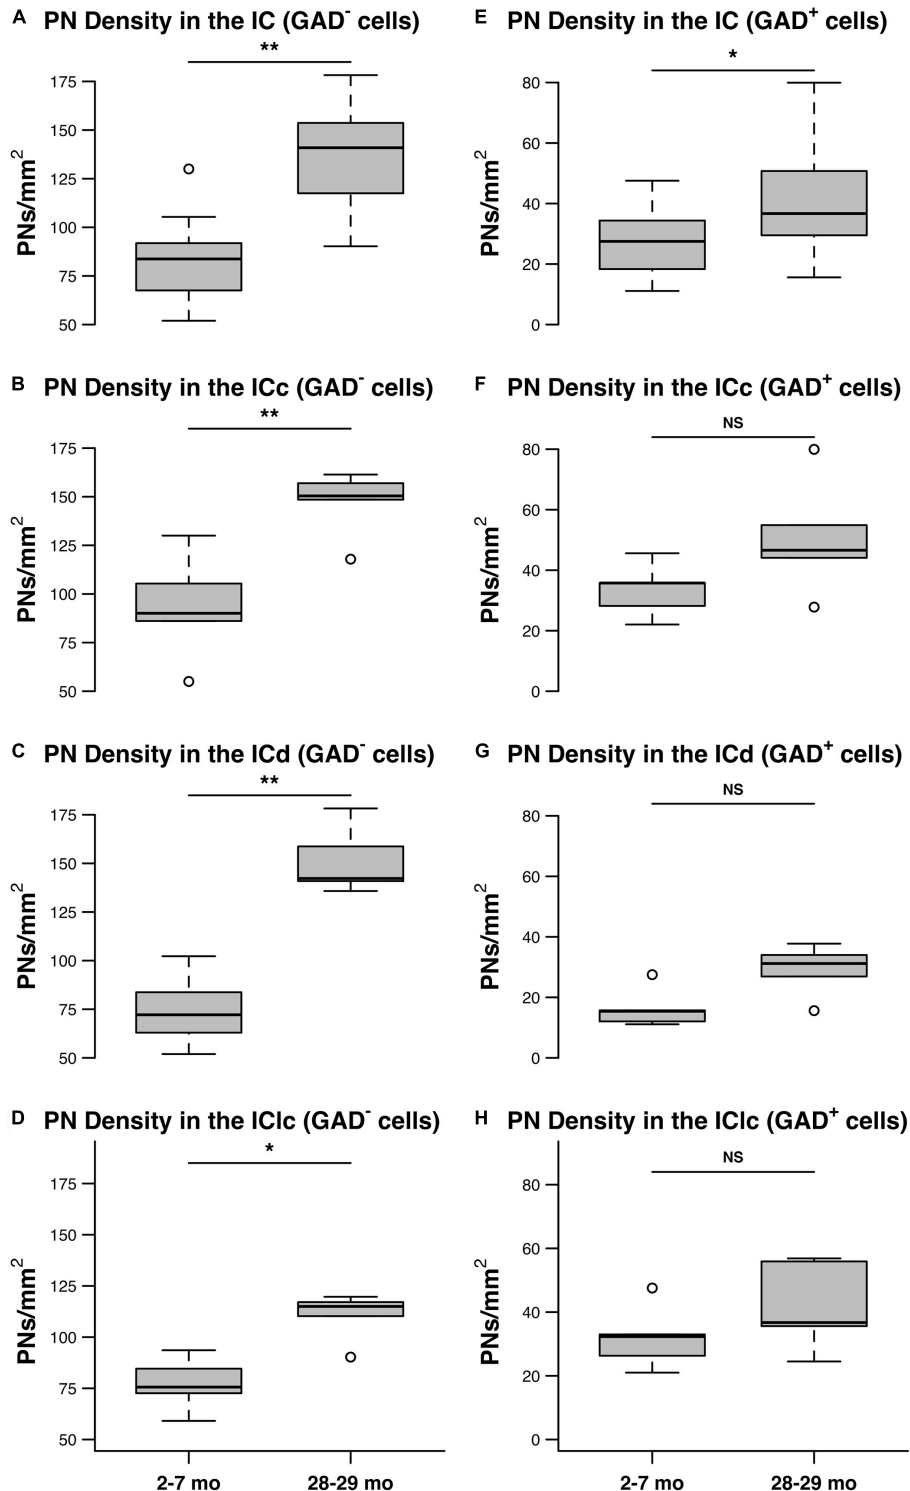 A PN Density in the IC (GAD⁻ cells)
**
PNs/mm²
175
150
125
100
75
50
E PN Density in the IC (GAD⁺ cells)
*
PNs/mm²
80
60
40
20
0
B PN Density in the ICc (GAD⁻ cells)
**
PNs/mm²
175
150
125
100
75
50
F PN Density in the ICc (GAD⁺ cells)
NS
PNs/mm²
80
60
40
20
0
C PN Density in the ICd (GAD⁻ cells)
**
PNs/mm²
175
150
125
100
75
50
G PN Density in the ICd (GAD⁺ cells)
NS
PNs/mm²
80
60
40
20
0
D PN Density in the IClc (GAD⁻ cells)
*
PNs/mm²
175
150
125
100
75
50
2-7 mo 28-29 mo
H PN Density in the IClc (GAD⁺ cells)
NS
PNs/mm²
80
60
40
20
0
2-7 mo 28-29 mo